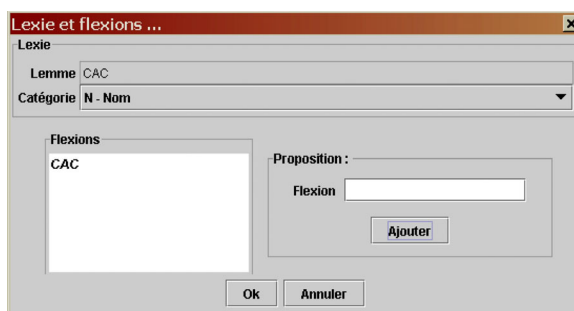 Lexie et flexions ...
Lexie
Lemme CAC
Catégorie N - Nom
Flexions
CAC
Proposition :
Flexion
Ajouter
Ok Annuler